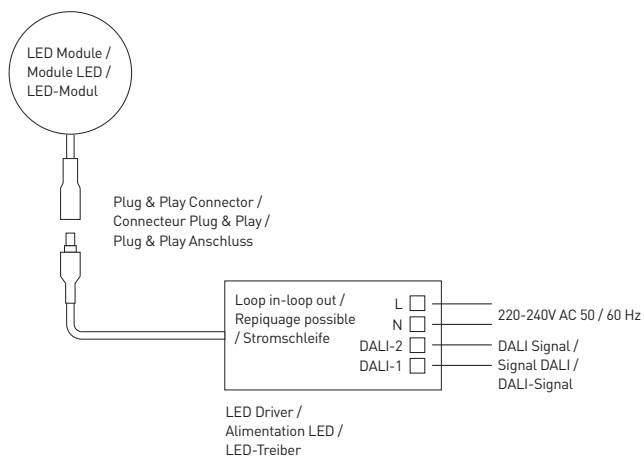 LED Module /
Module LED /
LED-Modul
Plug & Play Connector /
Connecteur Plug & Play /
Plug & Play Anschluss
Loop in-loop out /
Repiquage possible
/ Stromschleife
L
N
DALI-2
DALI-1
220-240V AC 50 / 60 Hz
DALI Signal /
Signal DALI /
DALI-Signal
LED Driver /
Alimentation LED /
LED-Treiber